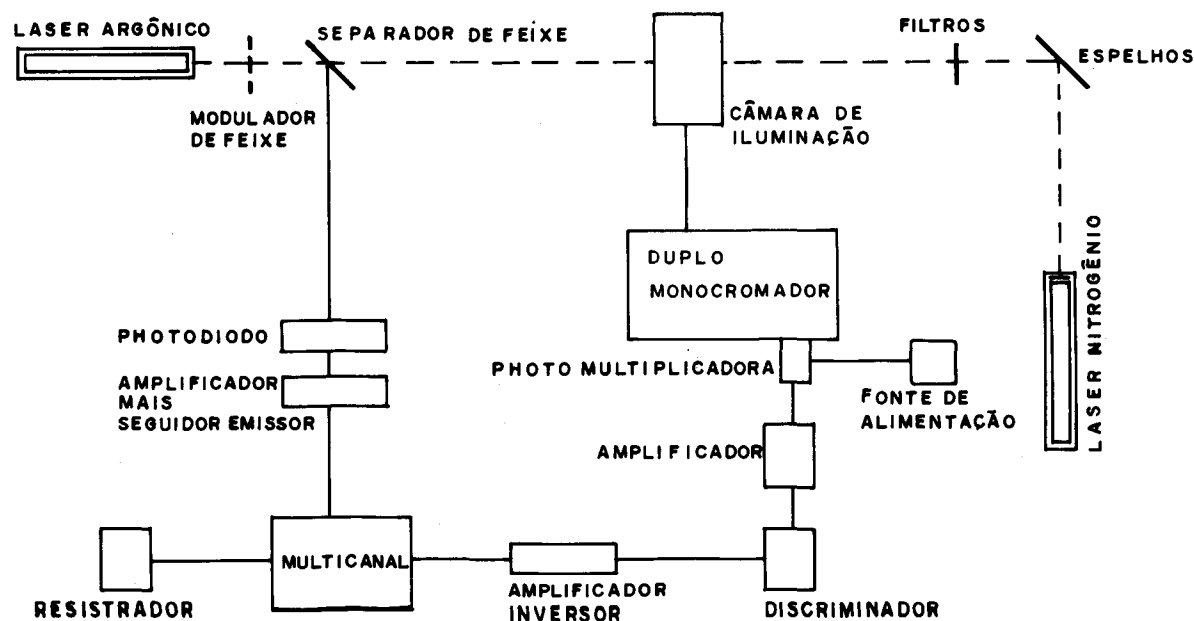 LASER ARGÔNICO
SEPARADOR DE FEIXE
FILTROS
ESPELHOS
MODULADOR
DE FEIXE
CÂMARA DE
ILUMINAÇÃO
DUPLO
MONOCROMADOR
LASER NITROGÊNIO
PHOTODIODO
PHOTO MULTIPLICADORA
AMPLIFICADOR
MAIS
SEGUIDOR EMISSOR
FONTE DE
ALIMENTAÇÃO
AMPLIFICADOR
MULTICANAL
AMPLIFICADOR
INVERSOR
RESISTRADOR
DISCRIMINADOR